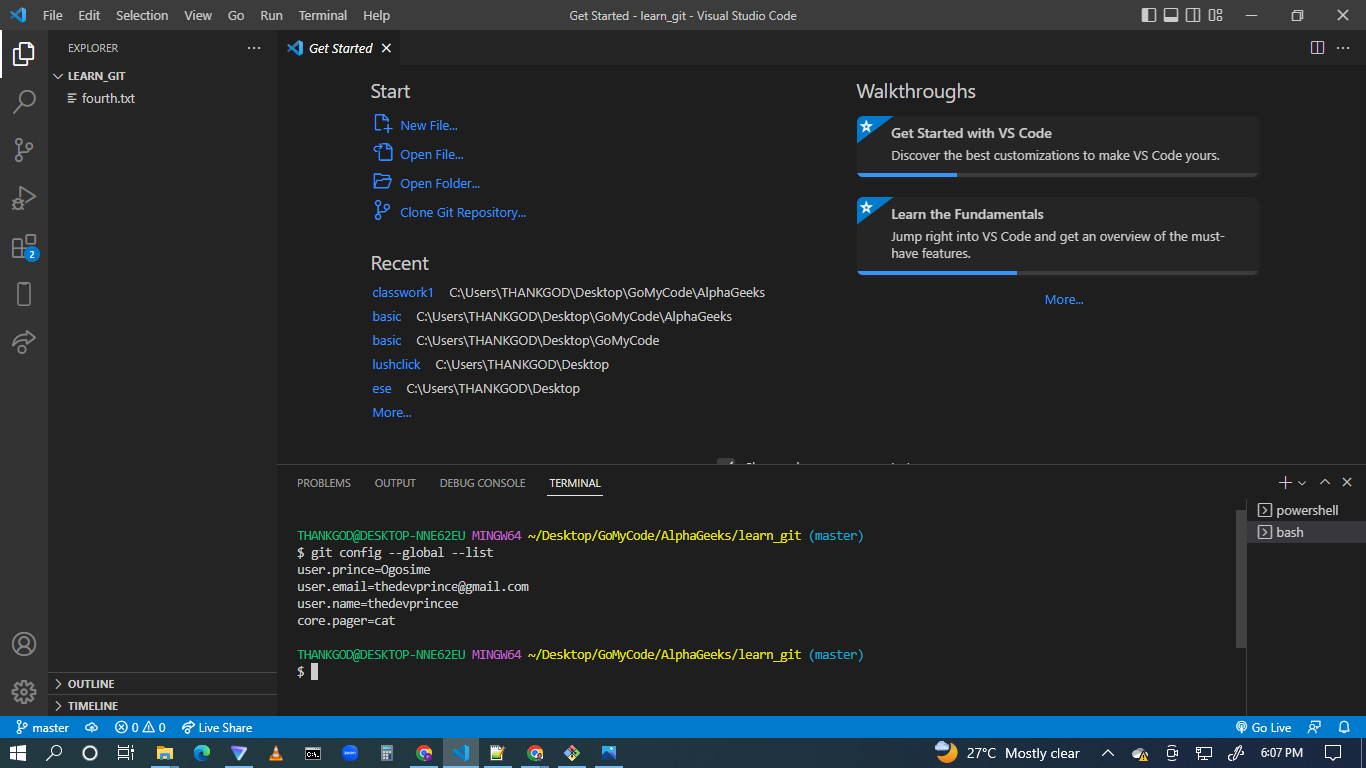 File Edit Selection View Go Run Terminal Help
Get Started - learn_git - Visual Studio Code
EXPLORER
LEARN_GIT
fourth.txt
2
OUTLINE
TIMELINE
Get Started
Start
New File...
Open File...
Open Folder...
Clone Git Repository...
Recent
classwork1 C:\Users\THANKGOD\Desktop\GoMyCode\AlphaGeeks
basic C:\Users\THANKGOD\Desktop\GoMyCode\AlphaGeeks
basic C:\Users\THANKGOD\Desktop\GoMyCode
lushclick C:\Users\THANKGOD\Desktop
ese C:\Users\THANKGOD\Desktop
More...
Walkthroughs
Get Started with VS Code
Discover the best customizations to make VS Code yours.
Learn the Fundamentals
Jump right into VS Code and get an overview of the must-
have features.
More...
PROBLEMS OUTPUT DEBUG CONSOLE TERMINAL
THANKGOD@DESKTOP-NNE62EU MINGW64 ~/Desktop/GoMyCode/AlphaGeeks/learn_git (master)
$ git config --global --list
user.prince=Ogosime
user.email=thedevprince@gmail.com
user.name=thedevprincee
core.pager=cat
THANKGOD@DESKTOP-NNE62EU MINGW64 ~/Desktop/GoMyCode/AlphaGeeks/learn_git (master)
$
powershell
bash
master 0 0 Live Share
Go Live
27°C Mostly clear
6:07 PM